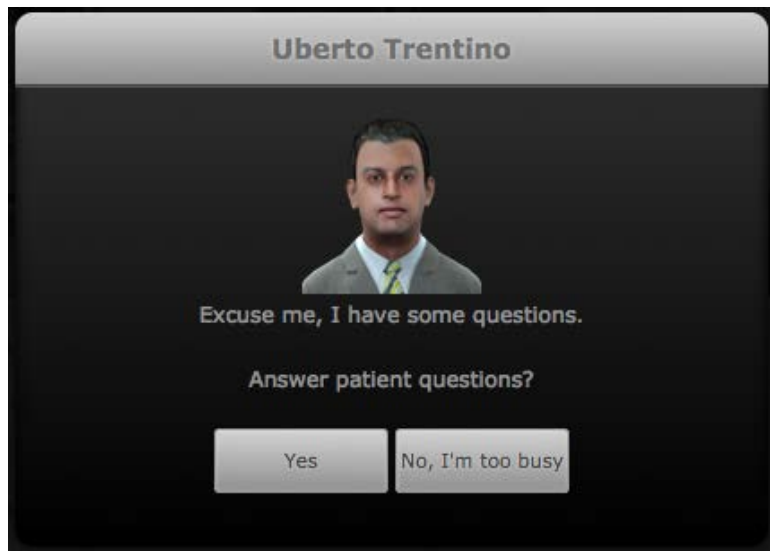 Uberto Trentino
Excuse me, I have some questions.
Answer patient questions?
Yes
No, I'm too busy